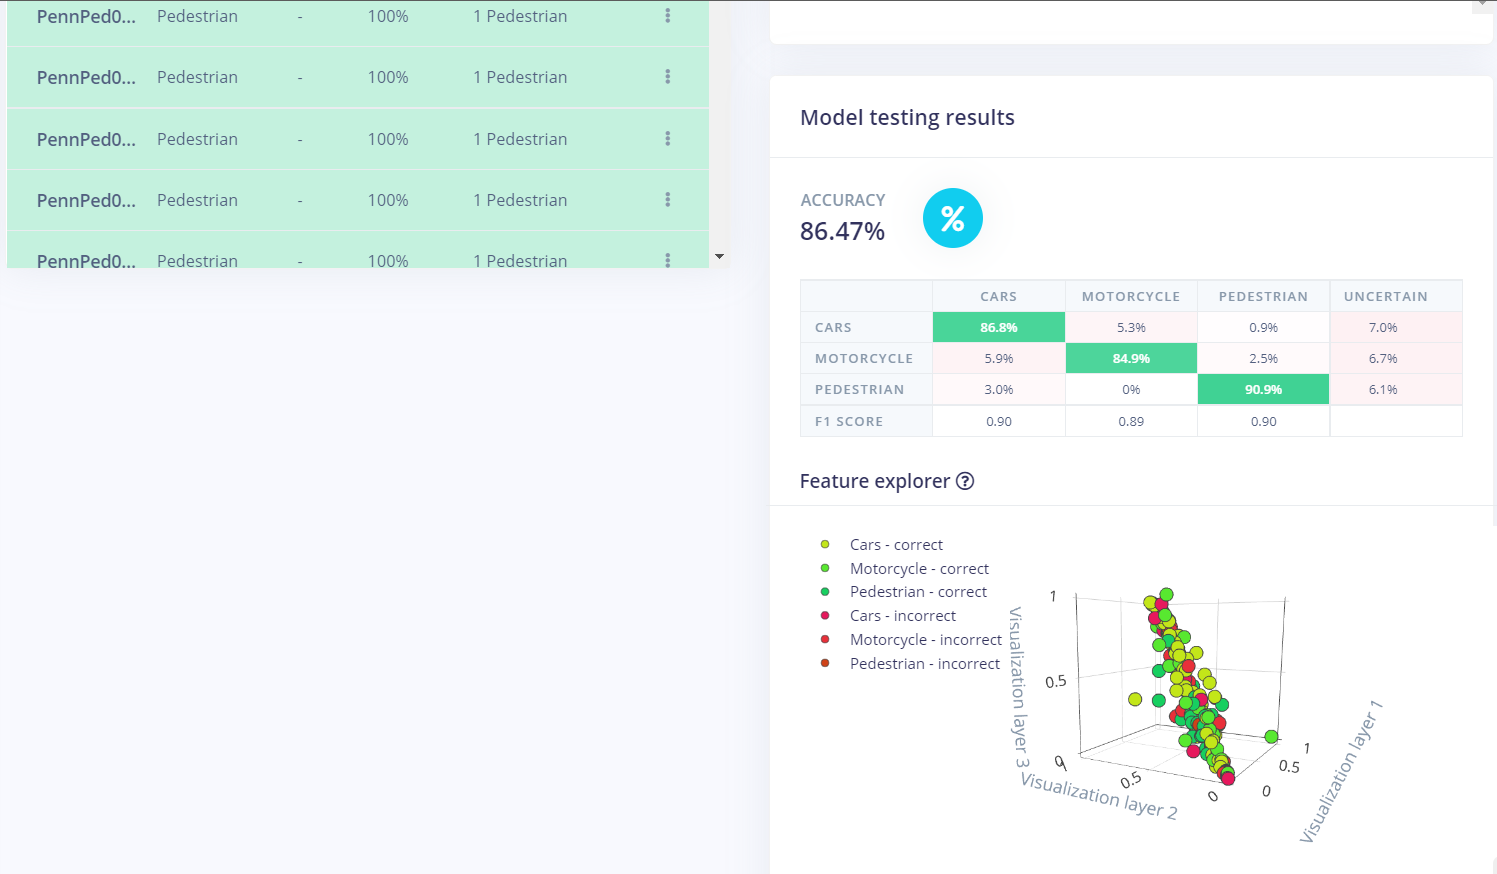 PennPed0... Pedestrian - 100% 1 Pedestrian
PennPed0... Pedestrian - 100% 1 Pedestrian
PennPed0... Pedestrian - 100% 1 Pedestrian
PennPed0... Pedestrian - 100% 1 Pedestrian
PennPed0... Pedestrian - 100% 1 Pedestrian
Model testing results
ACCURACY
86.47%
%
CARS MOTORCYCLE PEDESTRIAN UNCERTAIN
CARS 86.8% 5.3% 0.9% 7.0%
MOTORCYCLE 5.9% 84.9% 2.5% 6.7%
PEDESTRIAN 3.0% 0% 90.9% 6.1%
F1 SCORE 0.90 0.89 0.90
Feature explorer ?
Cars - correct
Motorcycle - correct
Pedestrian - correct
Cars - incorrect
Motorcycle - incorrect
Pedestrian - incorrect
1
0.5
0
Visualization layer 3
1
0.5
0
Visualization layer 2
0
0.5
1
Visualization layer 1